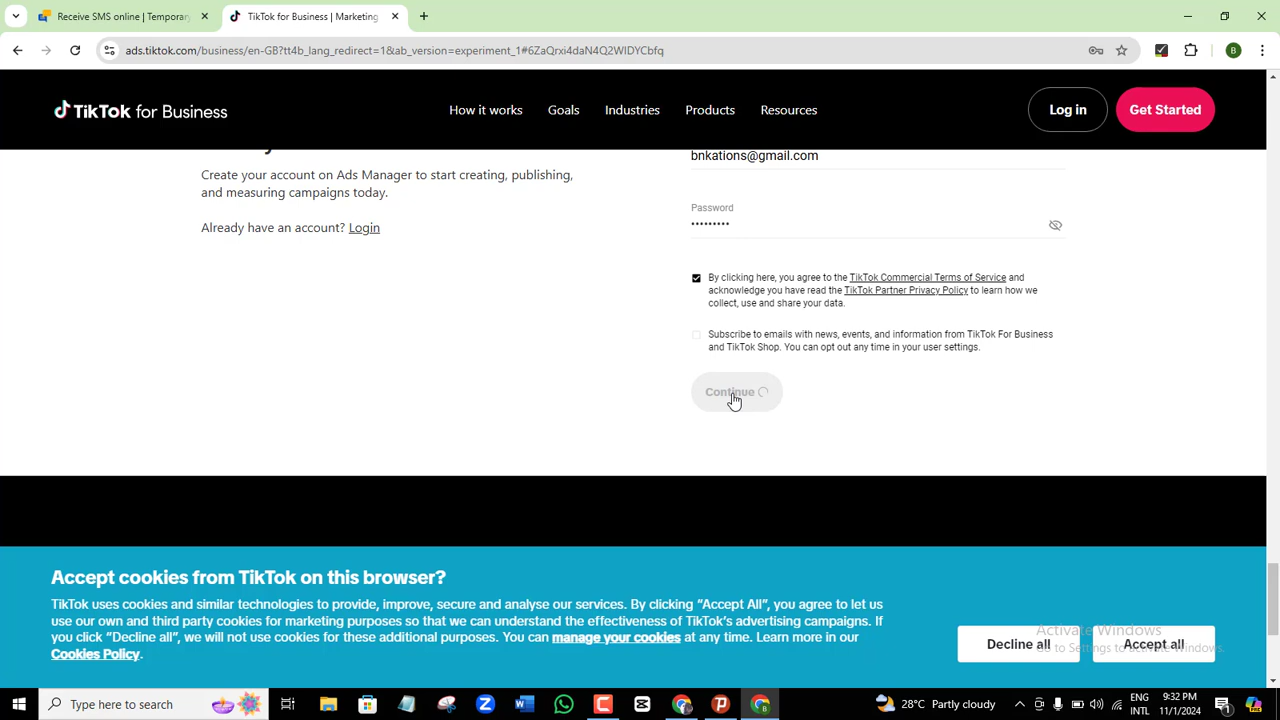 Receive SMS online | Temporary
TikTok for Business | Marketing
ads.tiktok.com/business/en-GB?tt4b_lang_redirect=1&ab_version=experiment_1#6ZaQrxi4daN4Q2WIDYCbfq
B
TikTok for Business
How it works
Goals
Industries
Products
Resources
Log in
Get Started
bnkations@gmail.com
Create your account on Ads Manager to start creating, publishing,
and measuring campaigns today.
Already have an account? Login
Password
•••••••••
By clicking here, you agree to the TikTok Commercial Terms of Service and
acknowledge you have read the TikTok Partner Privacy Policy to learn how we
collect, use and share your data.
Subscribe to emails with news, events, and information from TikTok For Business
and TikTok Shop. You can opt out any time in your user settings.
Continue
Accept cookies from TikTok on this browser?
TikTok uses cookies and similar technologies to provide, improve, secure and analyse our services. By clicking “Accept All”, you agree to let us
use our own and third party cookies for marketing purposes so that we can understand the effectiveness of TikTok’s advertising campaigns. If
you click “Decline all”, we will not use cookies for these additional purposes. You can manage your cookies at any time. Learn more in our
Cookies Policy.
Decline all
Accept all
Activate Windows
Go to Settings to activate Windows.
Type here to search
28°C Partly cloudy
ENG
INTL
9:32 PM
11/1/2024